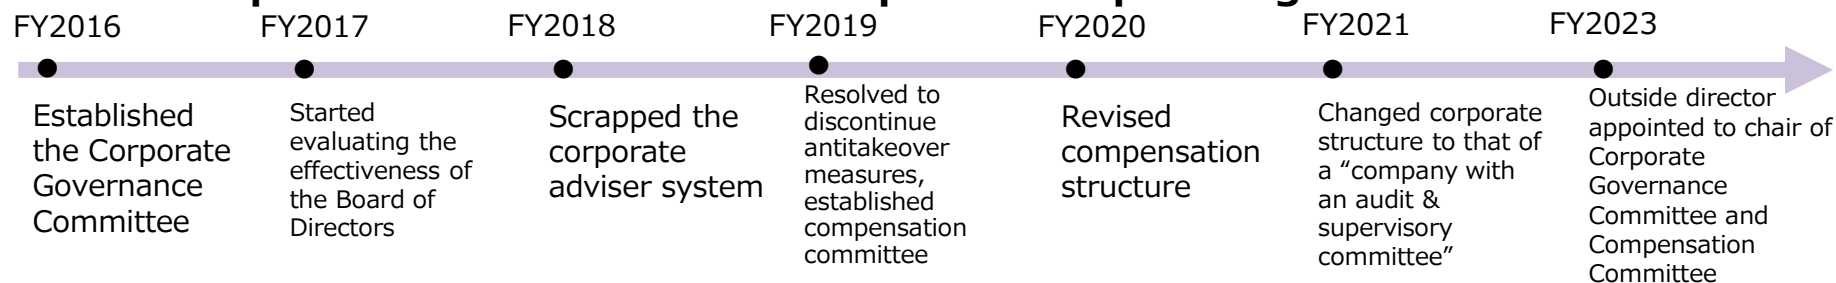 FY2016
FY2017
FY2018
FY2019
FY2020
FY2021
FY2023
Established
the Corporate
Governance
Committee
Started
evaluating the
effectiveness of
the Board of
Directors
Scrapped the
corporate
adviser system
Resolved to
discontinue
antitakeover
measures,
established
compensation
committee
Revised
compensation
structure
Changed corporate
structure to that of
a “company with
an audit &
supervisory
committee”
Outside director
appointed to chair of
Corporate
Governance
Committee and
Compensation
Committee